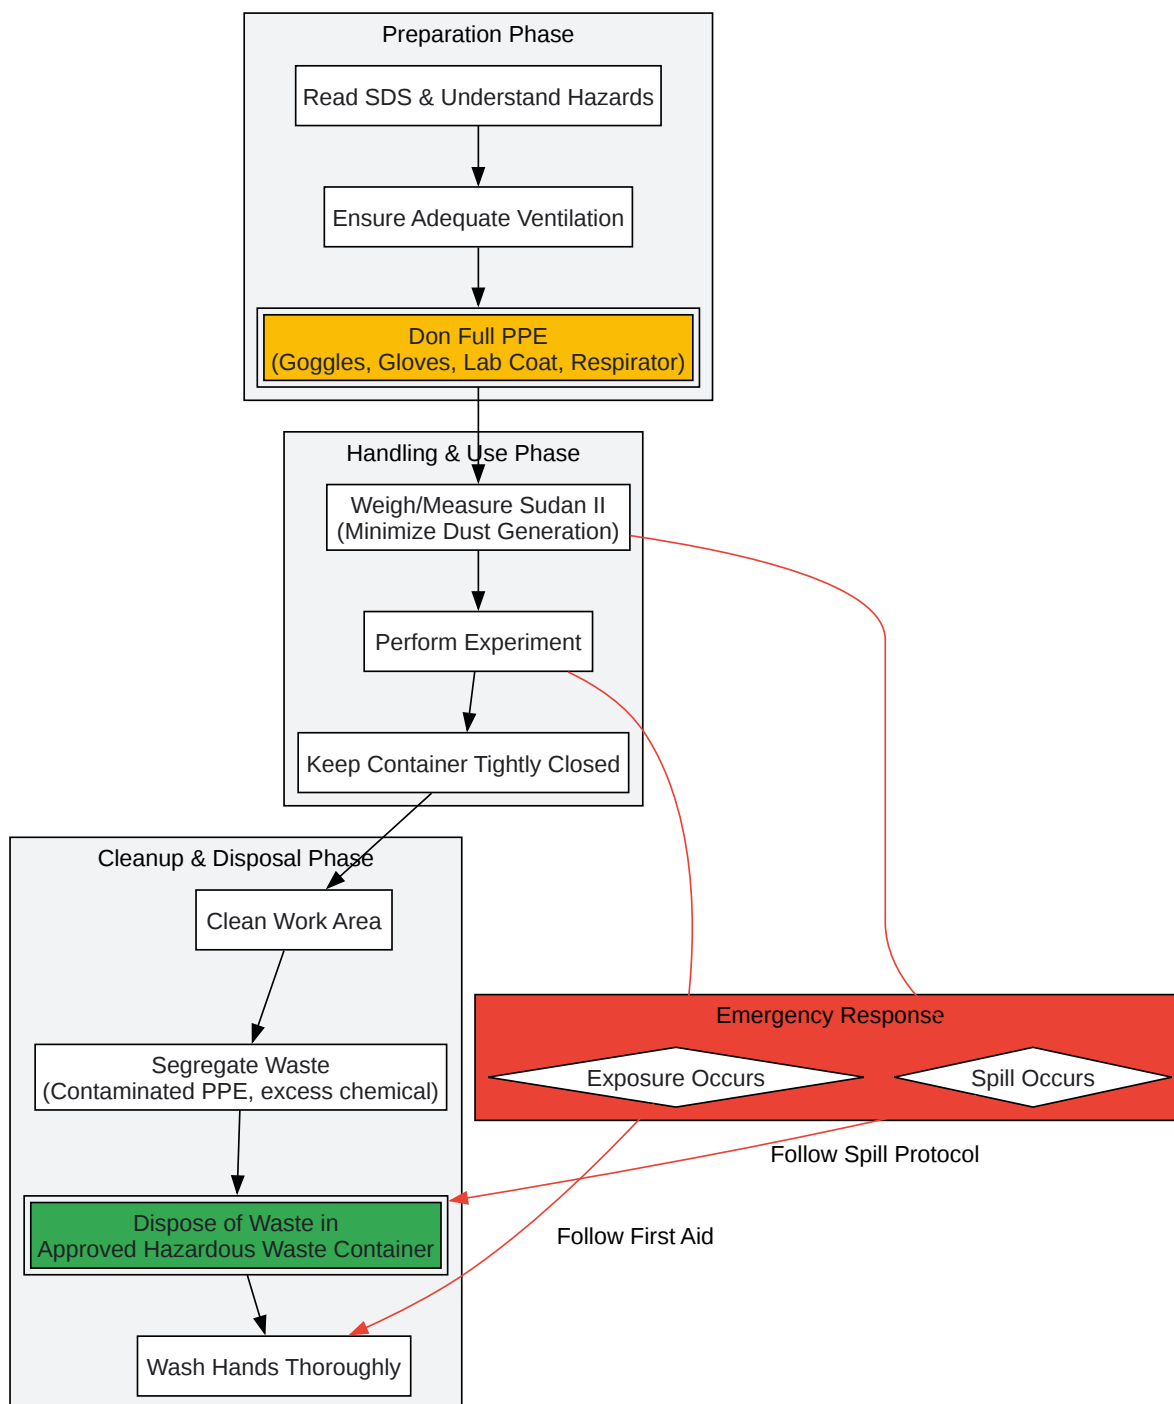 Preparation Phase
Read SDS & Understand Hazards
Ensure Adequate Ventilation
Don Full PPE
(Goggles, Gloves, Lab Coat, Respirator)
Handling & Use Phase
Weigh/Measure Sudan II
(Minimize Dust Generation)
Perform Experiment
Keep Container Tightly Closed
Cleanup & Disposal Phase
Clean Work Area
Segregate Waste
(Contaminated PPE, excess chemical)
Dispose of Waste in
Approved Hazardous Waste Container
Wash Hands Thoroughly
Emergency Response
Exposure Occurs
Spill Occurs
Follow Spill Protocol
Follow First Aid